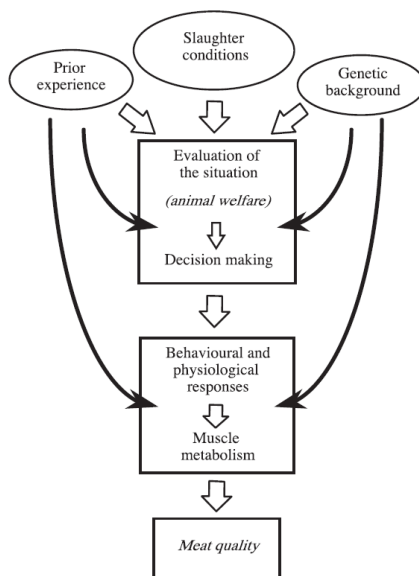 Slaughter
conditions
Prior
experience
Genetic
background
Evaluation of
the situation
(animal welfare)
Decision making
Behavioural and
physiological
responses
Muscle
metabolism
Meat quality